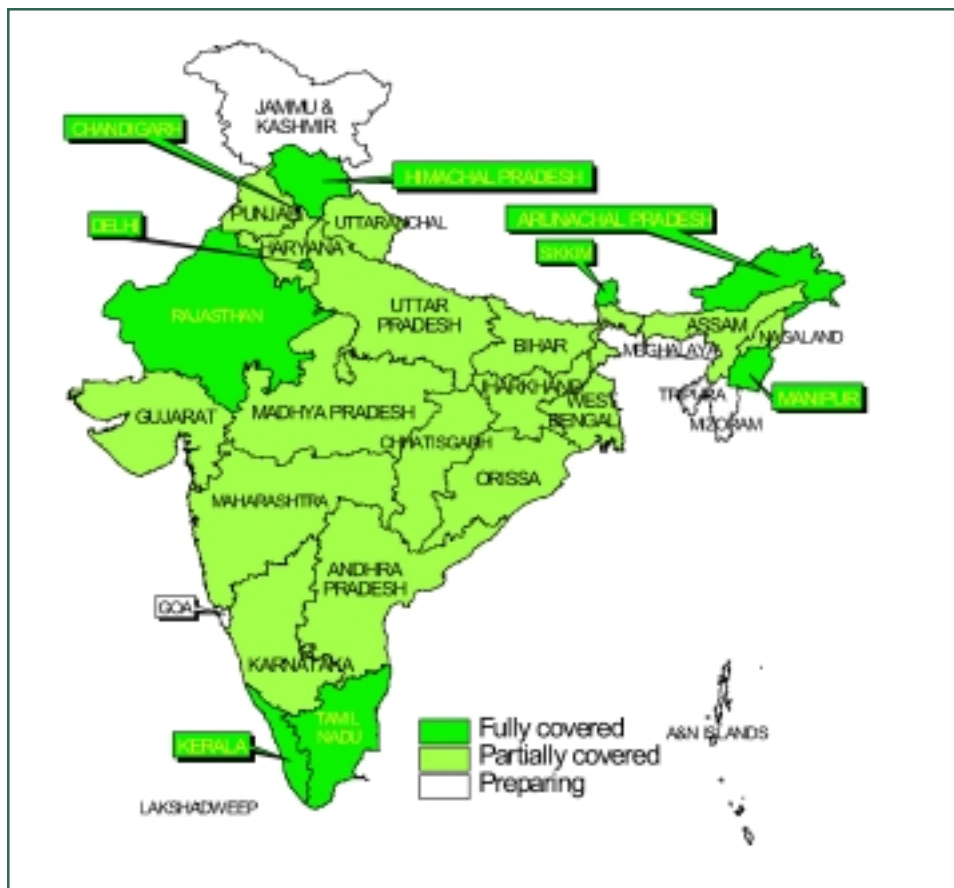 JAMMU &
KASHMIR
CHANDIGARH
HIMACHAL PRADESH
PUNJAB
UTTARANCHAL
ARUNACHAL PRADESH
DELHI
HARYANA
SIKKIM
RAJASTHAN
UTTAR
PRADESH
ASSAM
NAGALAND
BIHAR
MEGHALAYA
JHARKHAND
WEST
BENGAL
TRIPURA
MANIPUR
MIZORAM
GUJARAT
MADHYA PRADESH
CHHATISGARH
ORISSA
MAHARASHTRA
ANDHRA
PRADESH
GOA
KARNATAKA
TAMIL
NADU
KERALA
Fully covered
Partially covered
Preparing
A&N ISLANDS
LAKSHADWEEP